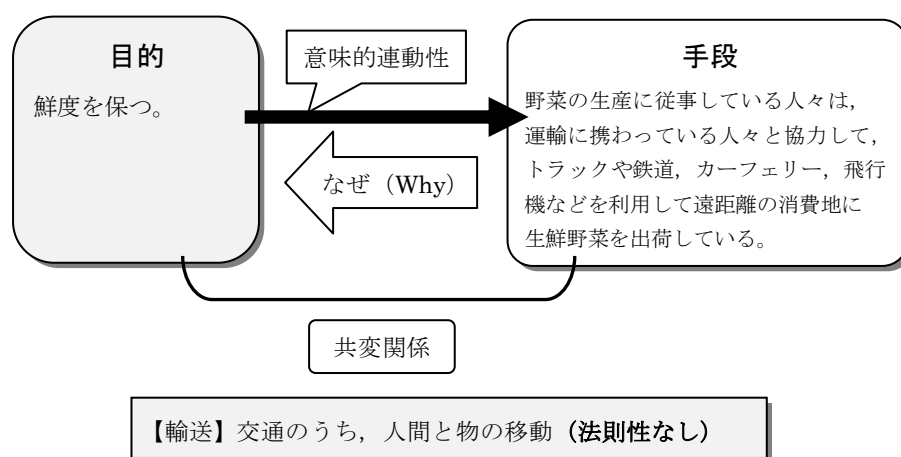 目的
鮮度を保つ。
意味的連動性
なぜ（Why）
手段
野菜の生産に従事している人々は，
運輸に携わっている人々と協力して，
トラックや鉄道，カーフェリー，飛行
機などを利用して遠距離の消費地に
生鮮野菜を出荷している。
共変関係
【輸送】交通のうち，人間と物の移動（法則性なし）